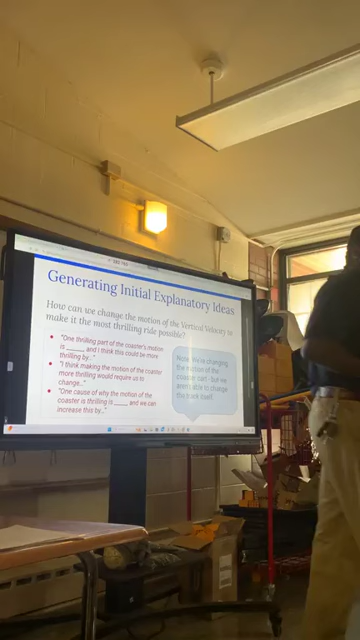 Generating Initial Explanatory Ideas
How can we change the motion of the Vertical Velocity to
make it the most thrilling ride possible?
"One thrilling part of the coaster's motion
is _____ and I think this could be more
thrilling by..."
"I think making the motion of the coaster
more thrilling would require us to
change..."
"One cause of why the motion of the
coaster is thrilling is _____ and we can
increase this by..."
Note: We're changing
the motion of the
coaster cart - but we
aren't able to change
the track itself.